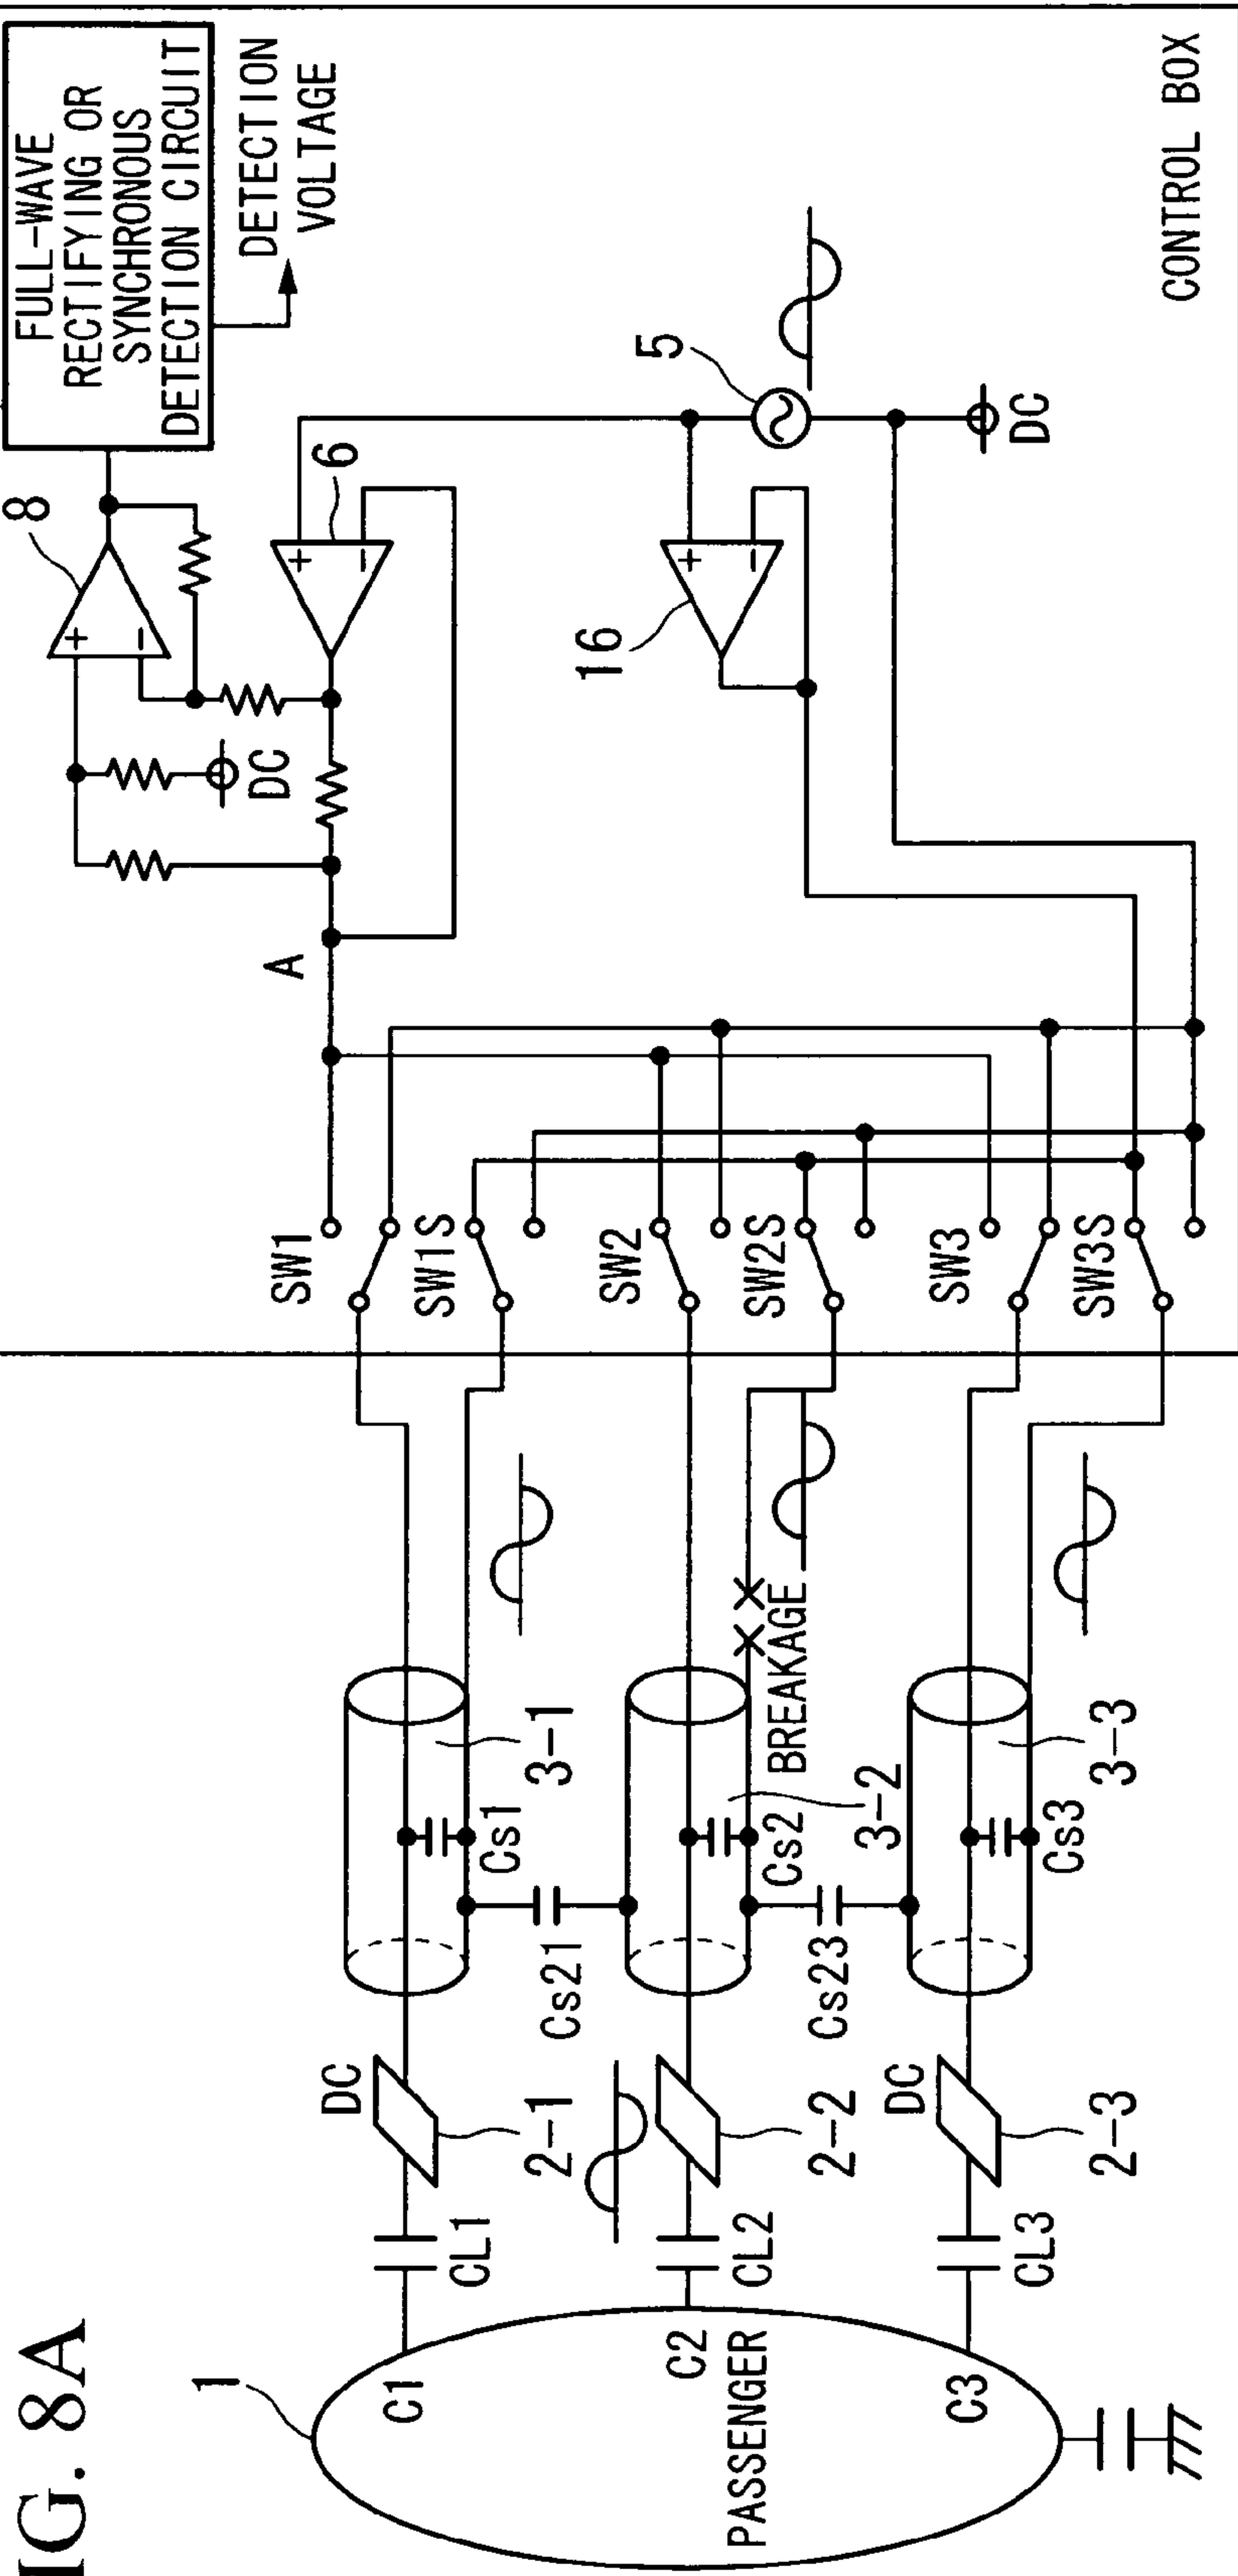 IG. 8A
1
C1
C2
PASSENGER
C3
CL1
CL2
CL3
DC
2-1
2-2
DC
2-3
Cs21
Cs23
Cs1
Cs2
Cs3
3-1
3-2
3-3
BREAKAGE
SW1
SW1S
SW2
SW2S
SW3
SW3S
A
DC
8
+
−
6
+
−
16
+
−
5
DC
FULL-WAVE
RECTIFYING OR
SYNCHRONOUS
DETECTION CIRCUIT
DETECTION
VOLTAGE
CONTROL BOX